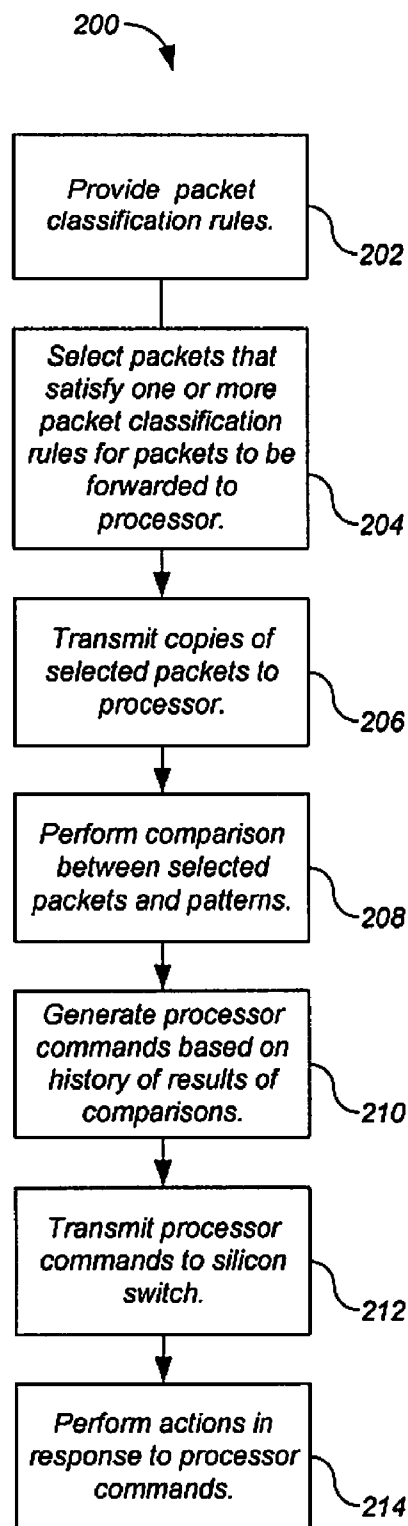 200
Provide packet
classification rules.
202
Select packets that
satisfy one or more
packet classification
rules for packets to be
forwarded to
processor.
204
Transmit copies of
selected packets to
processor.
206
Perform comparison
between selected
packets and patterns.
208
Generate processor
commands based on
history of results of
comparisons.
210
Transmit processor
commands to silicon
switch.
212
Perform actions in
response to processor
commands.
214